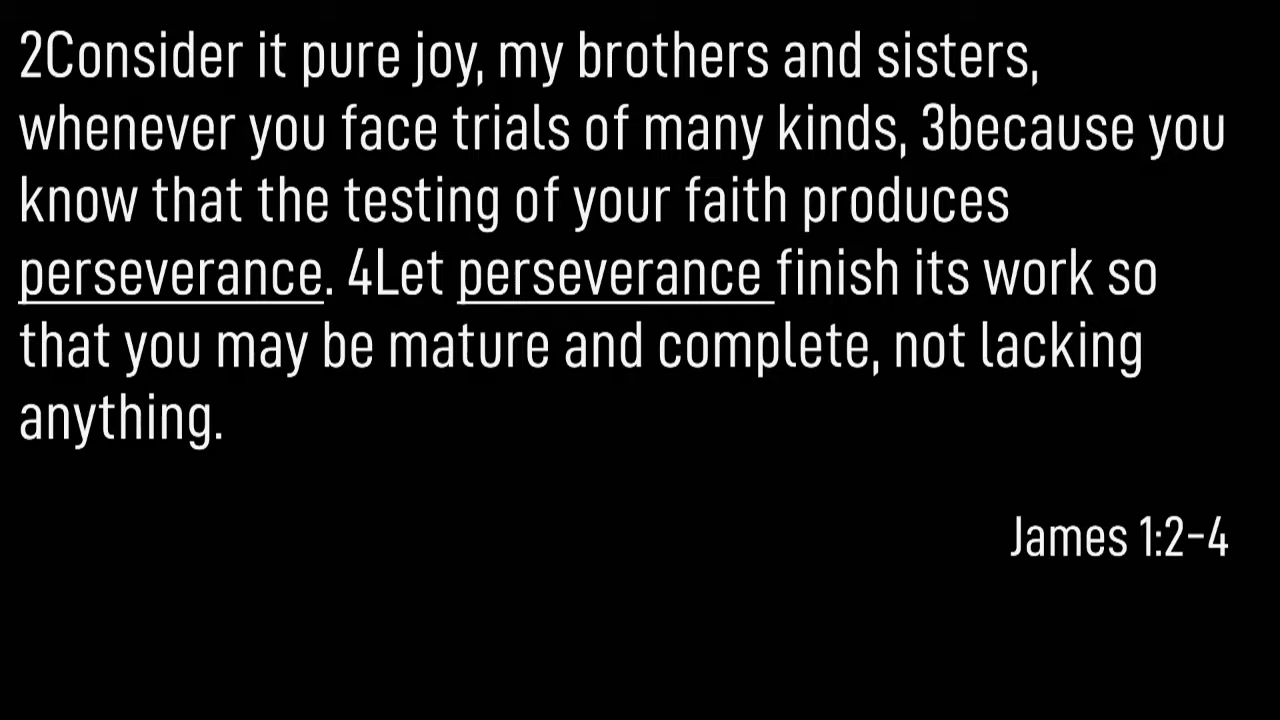 2Consider it pure joy, my brothers and sisters,
whenever you face trials of many kinds, 3because you
know that the testing of your faith produces
perseverance. 4Let perseverance finish its work so
that you may be mature and complete, not lacking
anything.
James 1:2-4